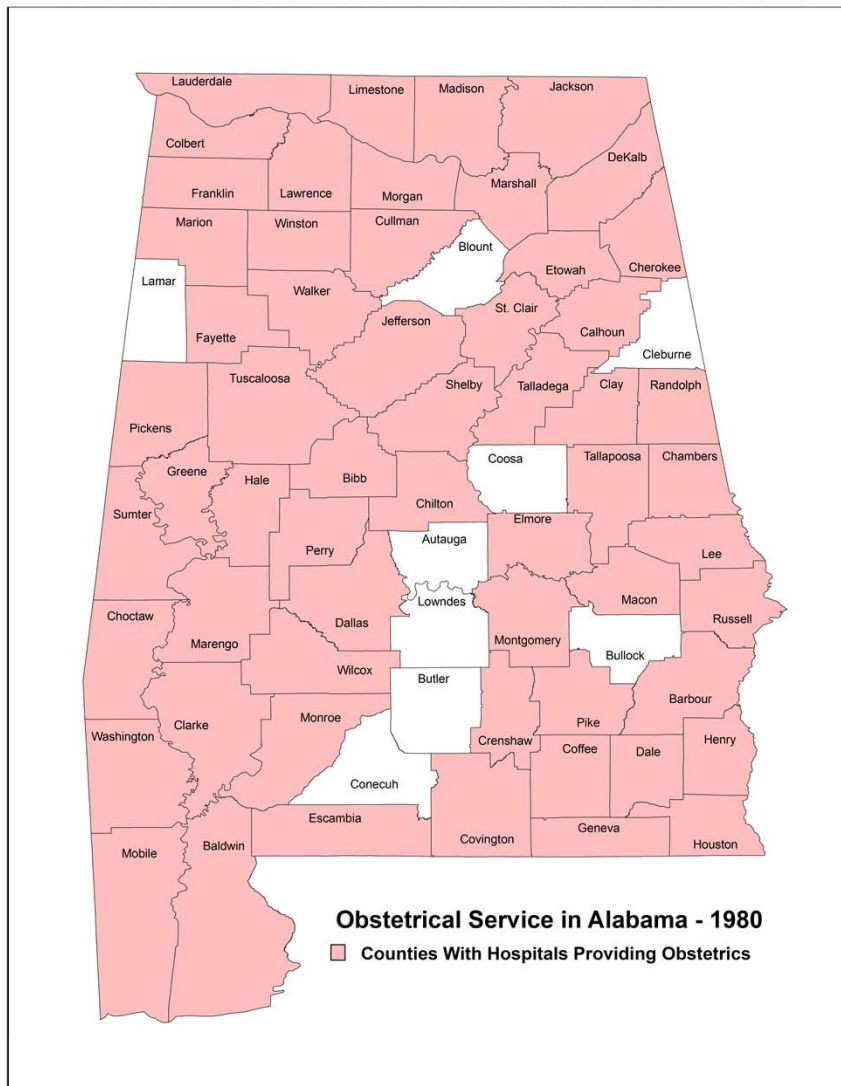 Lauderdale
Limestone
Madison
Jackson
Colbert
DeKalb
Franklin
Lawrence
Morgan
Marshall
Marion
Winston
Cullman
Blount
Etowah
Cherokee
Lamar
Walker
St. Clair
Fayette
Jefferson
Calhoun
Cleburne
Tuscaloosa
Shelby
Talladega
Clay
Randolph
Pickens
Greene
Hale
Bibb
Coosa
Tallapoosa
Chambers
Sumter
Chilton
Elmore
Perry
Autauga
Lee
Choctaw
Marengo
Dallas
Lowndes
Montgomery
Macon
Russell
Bullock
Wilcox
Butler
Barbour
Washington
Clarke
Monroe
Crenshaw
Pike
Coffee
Dale
Henry
Conecuh
Mobile
Baldwin
Escambia
Covington
Geneva
Houston
Obstetrical Service in Alabama - 1980
Counties With Hospitals Providing Obstetrics